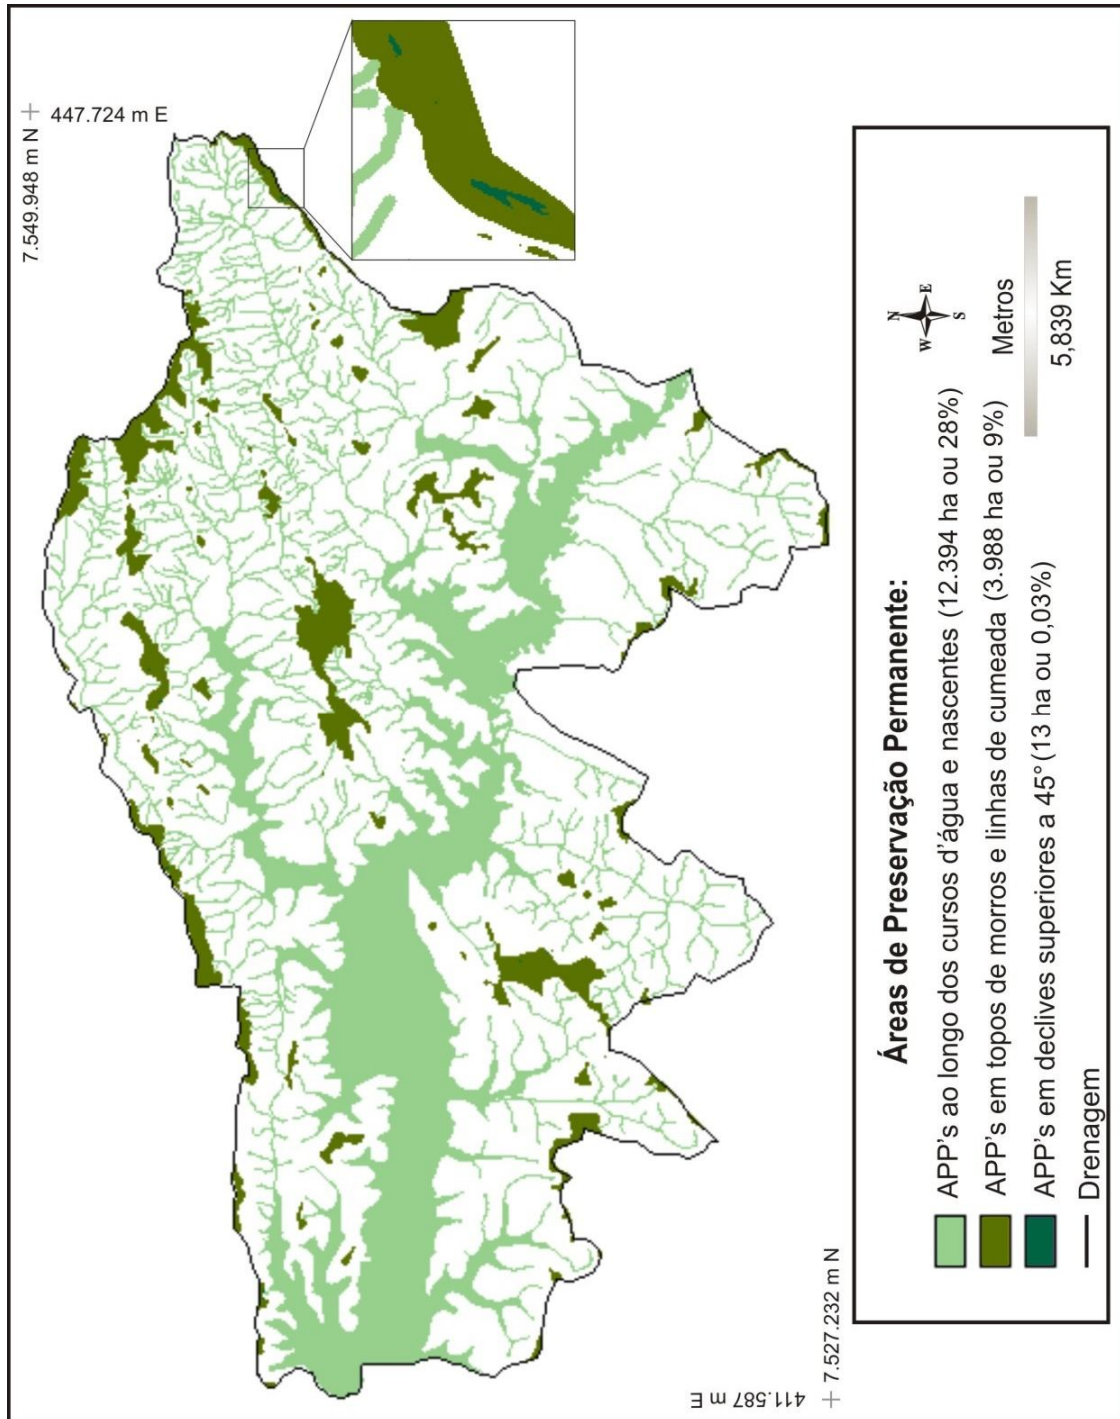 7.549.948 m N
447.724 m E
Áreas de Preservação Permanente:
APP's ao longo dos cursos d'água e nascentes (12.394 ha ou 28%)
APP's em topos de morros e linhas de cumeada (3.988 ha ou 9%)
APP's em declives superiores a 45° (13 ha ou 0,03%)
Drenagem
N
W
E
S
Metros
5,839 Km
411.587 m E
7.527.232 m N